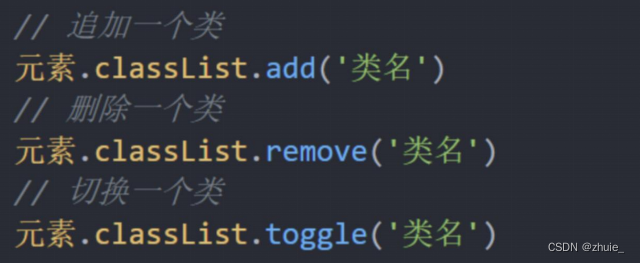 // 追加一个类
元素.classList.add('类名')
// 删除一个类
元素.classList.remove('类名')
// 切换一个类
元素.classList.toggle('类名')
CSDN @zhuie_